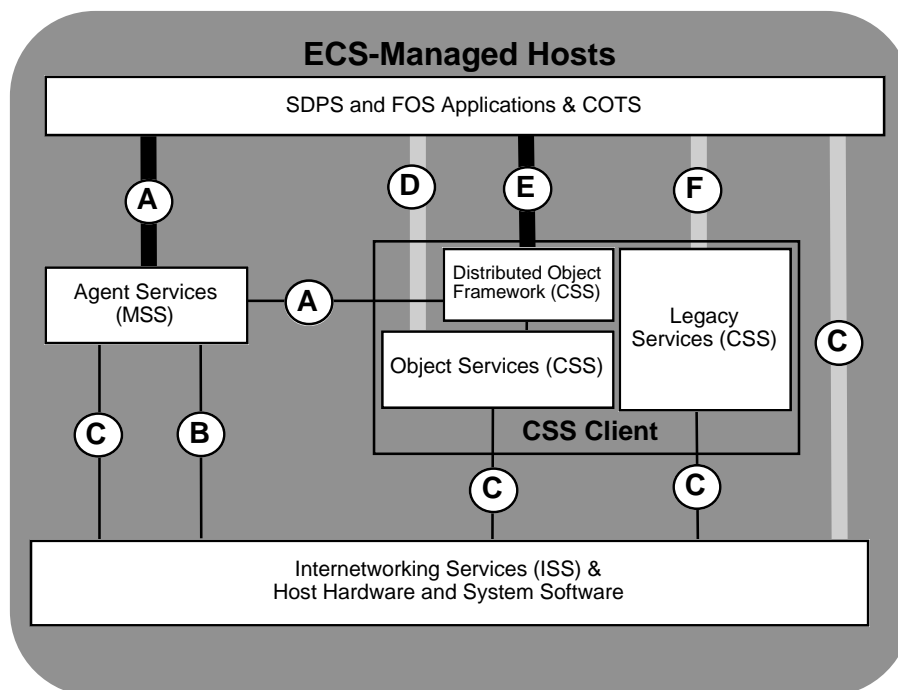 ECS-Managed Hosts
SDPS and FOS Applications & COTS
A
D
E
F
Agent Services
(MSS)
A
Distributed Object
Framework (CSS)
Legacy
Services (CSS)
C
Object Services (CSS)
C
B
CSS Client
C
C
Internetworking Services (ISS) &
Host Hardware and System Software